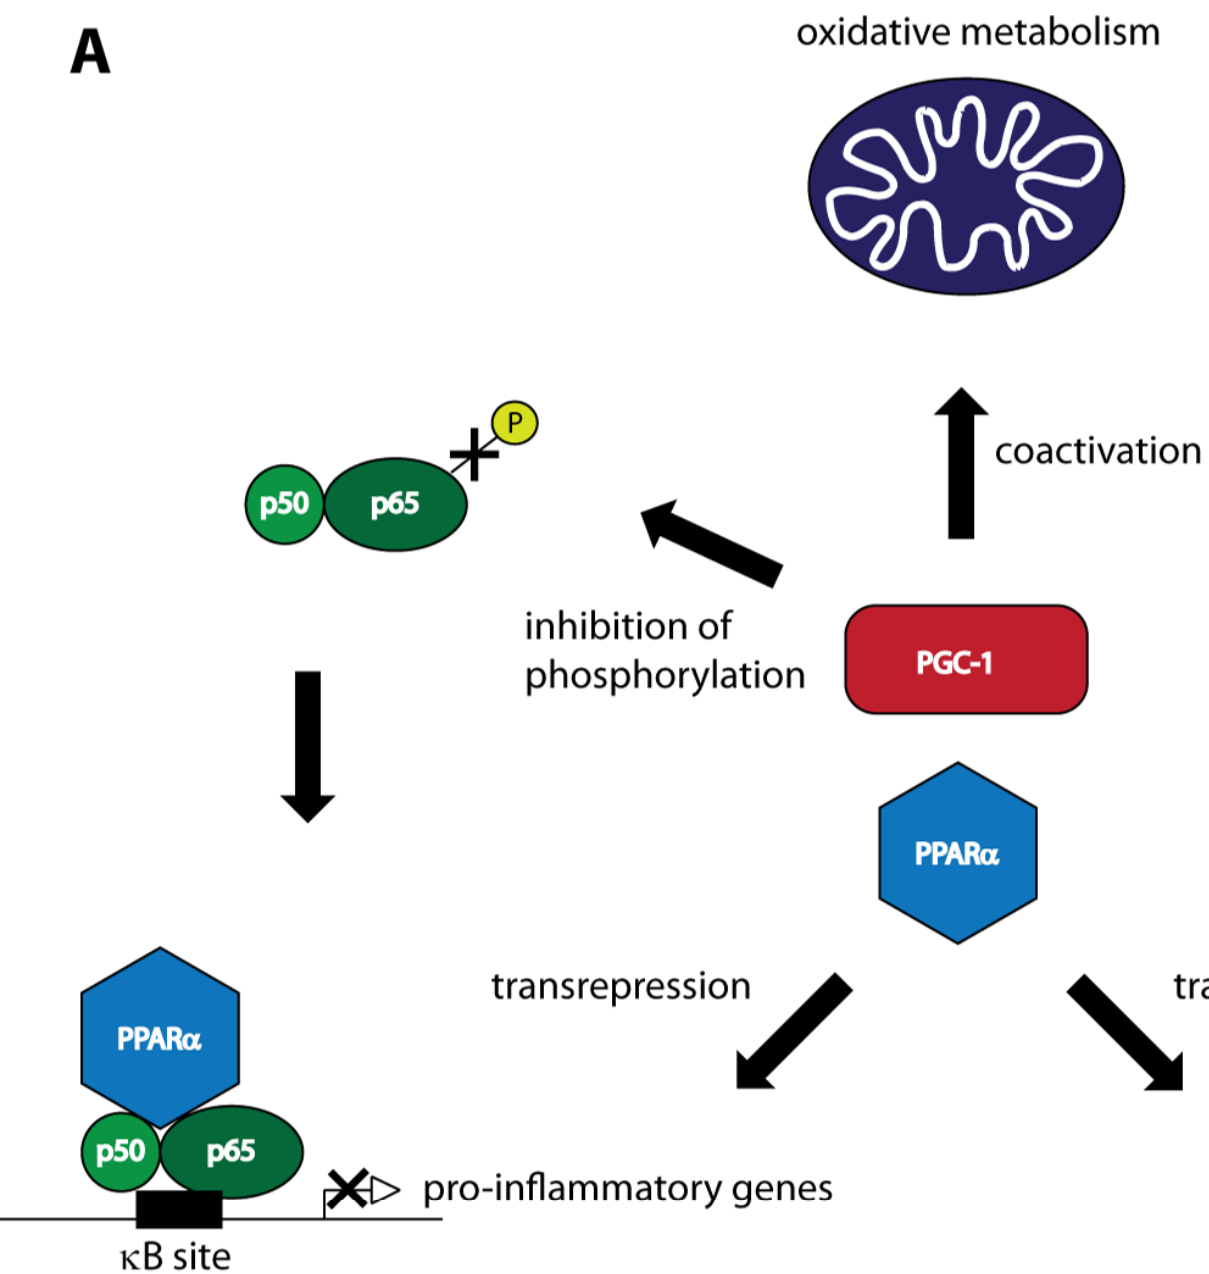 A
oxidative metabolism
P
coactivation
p50
p65
inhibition of
phosphorylation
PGC-1
PPARα
transrepression
tra
PPARα
p50
p65
pro-inflammatory genes
κB site